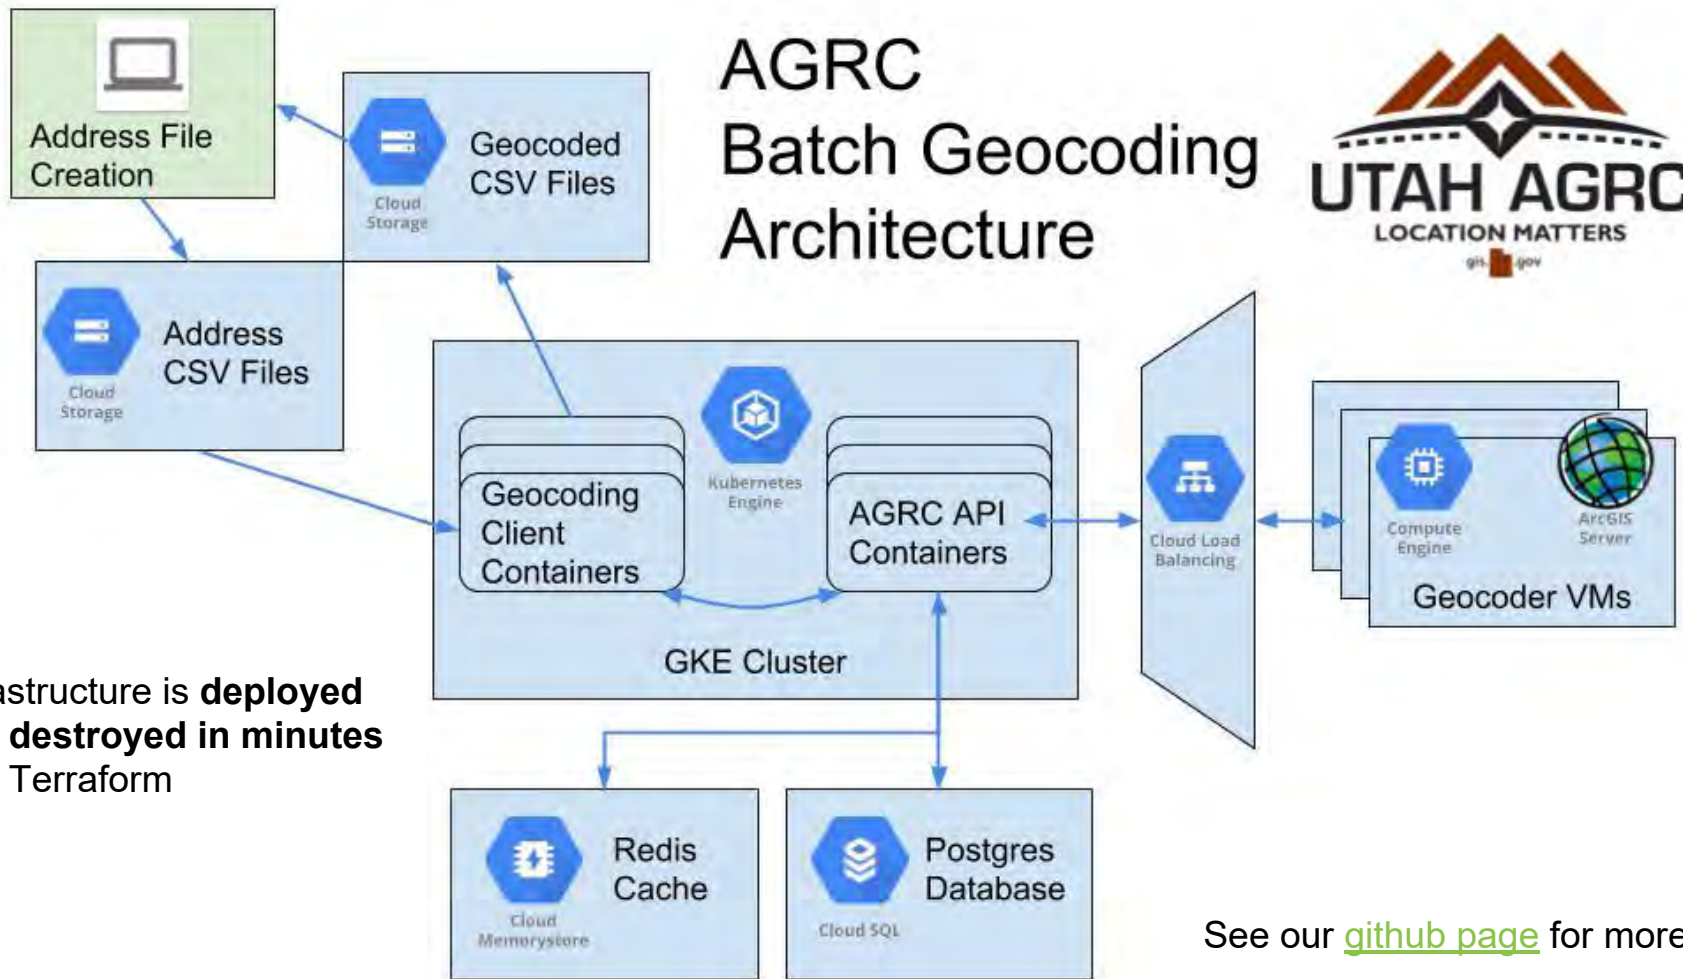 AGRC
Batch Geocoding
Architecture
UTAH AGRC
LOCATION MATTERS
gis. .gov
Address File
Creation
Cloud
Storage
Geocoded
CSV Files
Cloud
Storage
Address
CSV Files
Kubernetes
Engine
Geocoding
Client
Containers
AGRC API
Containers
GKE Cluster
Cloud Load
Balancing
Compute
Engine
ArcGIS
Server
Geocoder VMs
astructure is deployed
destroyed in minutes
Terraform
Cloud
Memorystore
Redis
Cache
Cloud SQL
Postgres
Database
See our github page for more